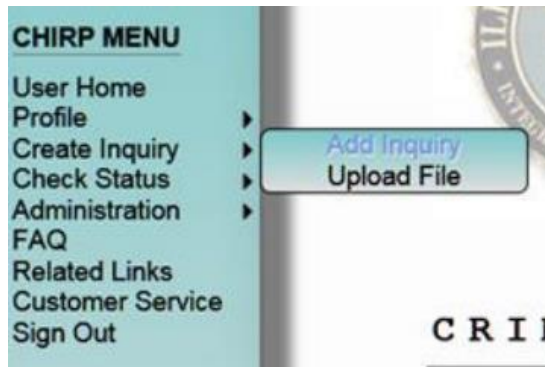 CHIRP MENU
User Home
Profile
Create Inquiry
Check Status
Administration
FAQ
Related Links
Customer Service
Sign Out
Add Inquiry
Upload File
ILL
CRI